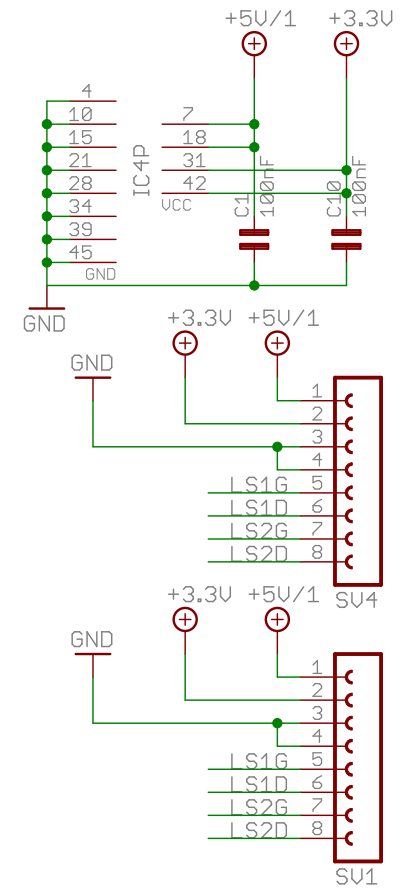 +5V/1 +3.3V
4
10 7
15 18
21 31
28 42
34 VCC
39
45
GND
IC4P
C1 100nF
C10 100nF
GND
+3.3V +5V/1
GND
1
2
3
4
LS1G 5
LS1D 6
LS2G 7
LS2D 8
SV4
+3.3V +5V/1
GND
1
2
3
4
LS1G 5
LS1D 6
LS2G 7
LS2D 8
SV1